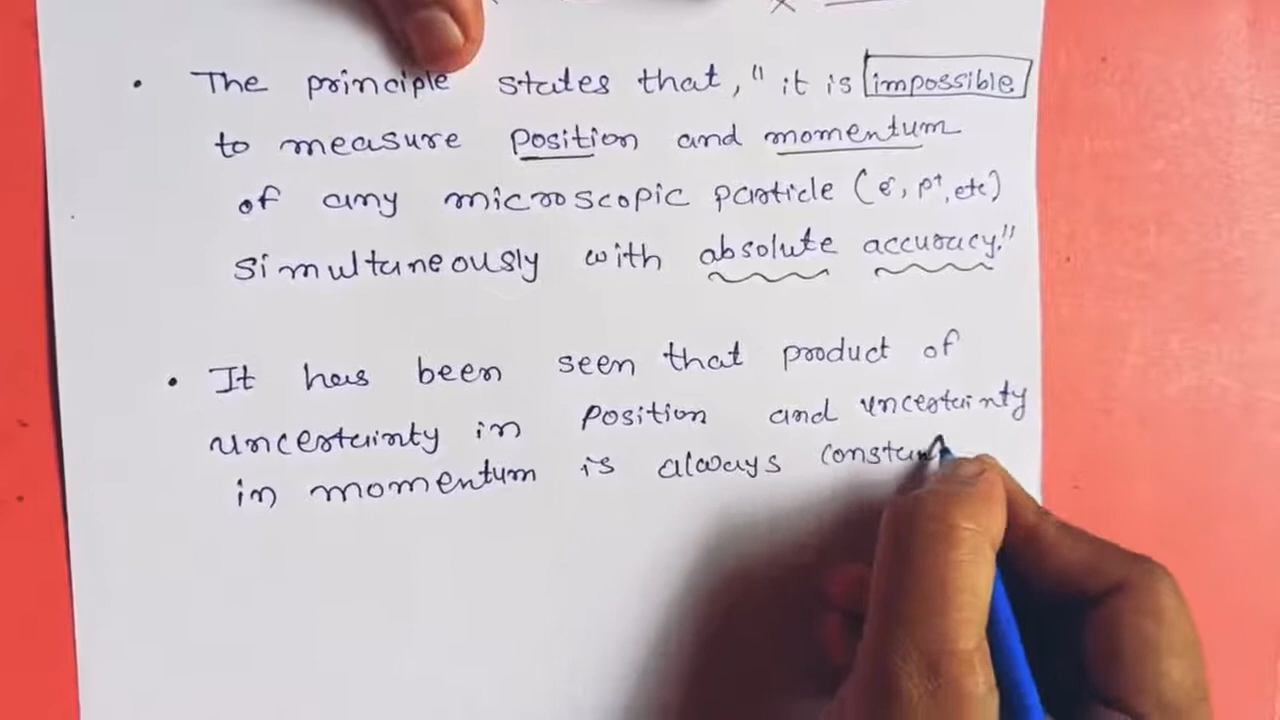 • The principle states that, " it is impossible
to measure position and momentum
of any microscopic particle (e⁻, p⁺, etc)
simultaneously with absolute accuracy."
• It has been seen that product of
uncertainty in position and uncertainty
in momentum is always constan